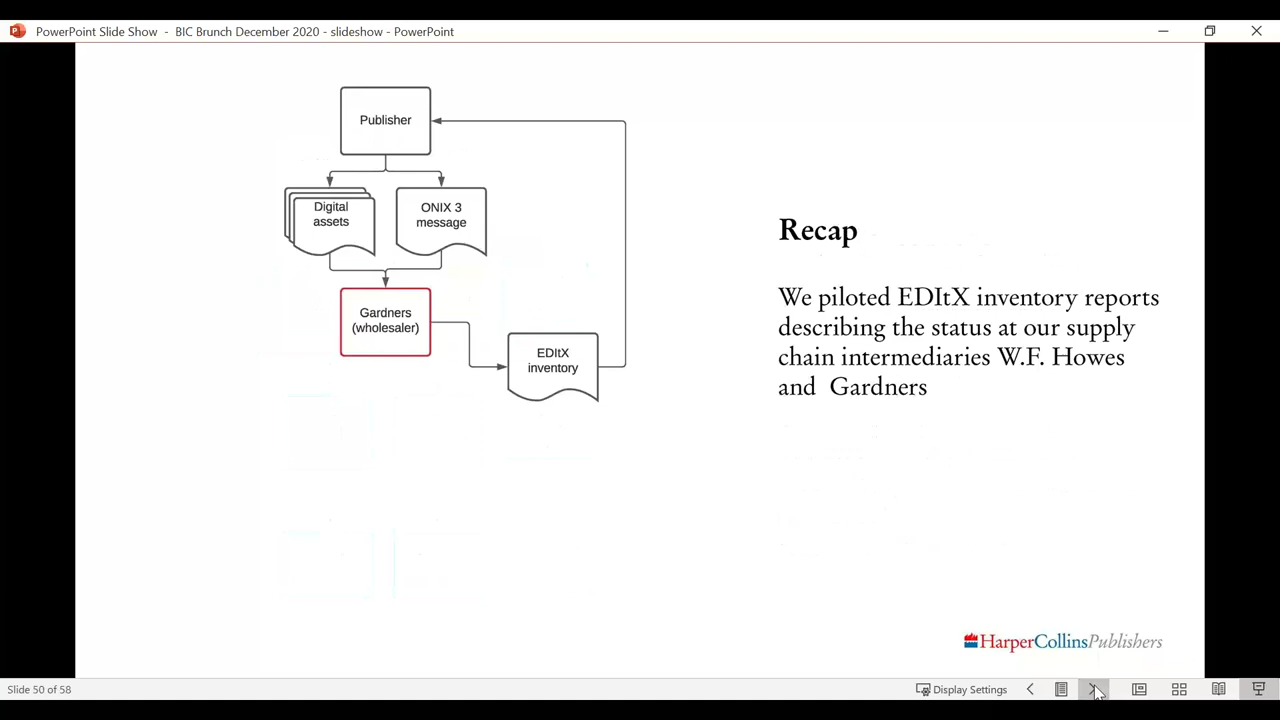 PowerPoint Slide Show - BIC Brunch December 2020 - slideshow - PowerPoint
Publisher
Digital
assets
ONIX 3
message
Gardners
(wholesaler)
EDItX
inventory
Recap
We piloted EDItX inventory reports
describing the status at our supply
chain intermediaries W.F. Howes
and Gardners
HarperCollinsPublishers
Slide 50 of 58
Display Settings